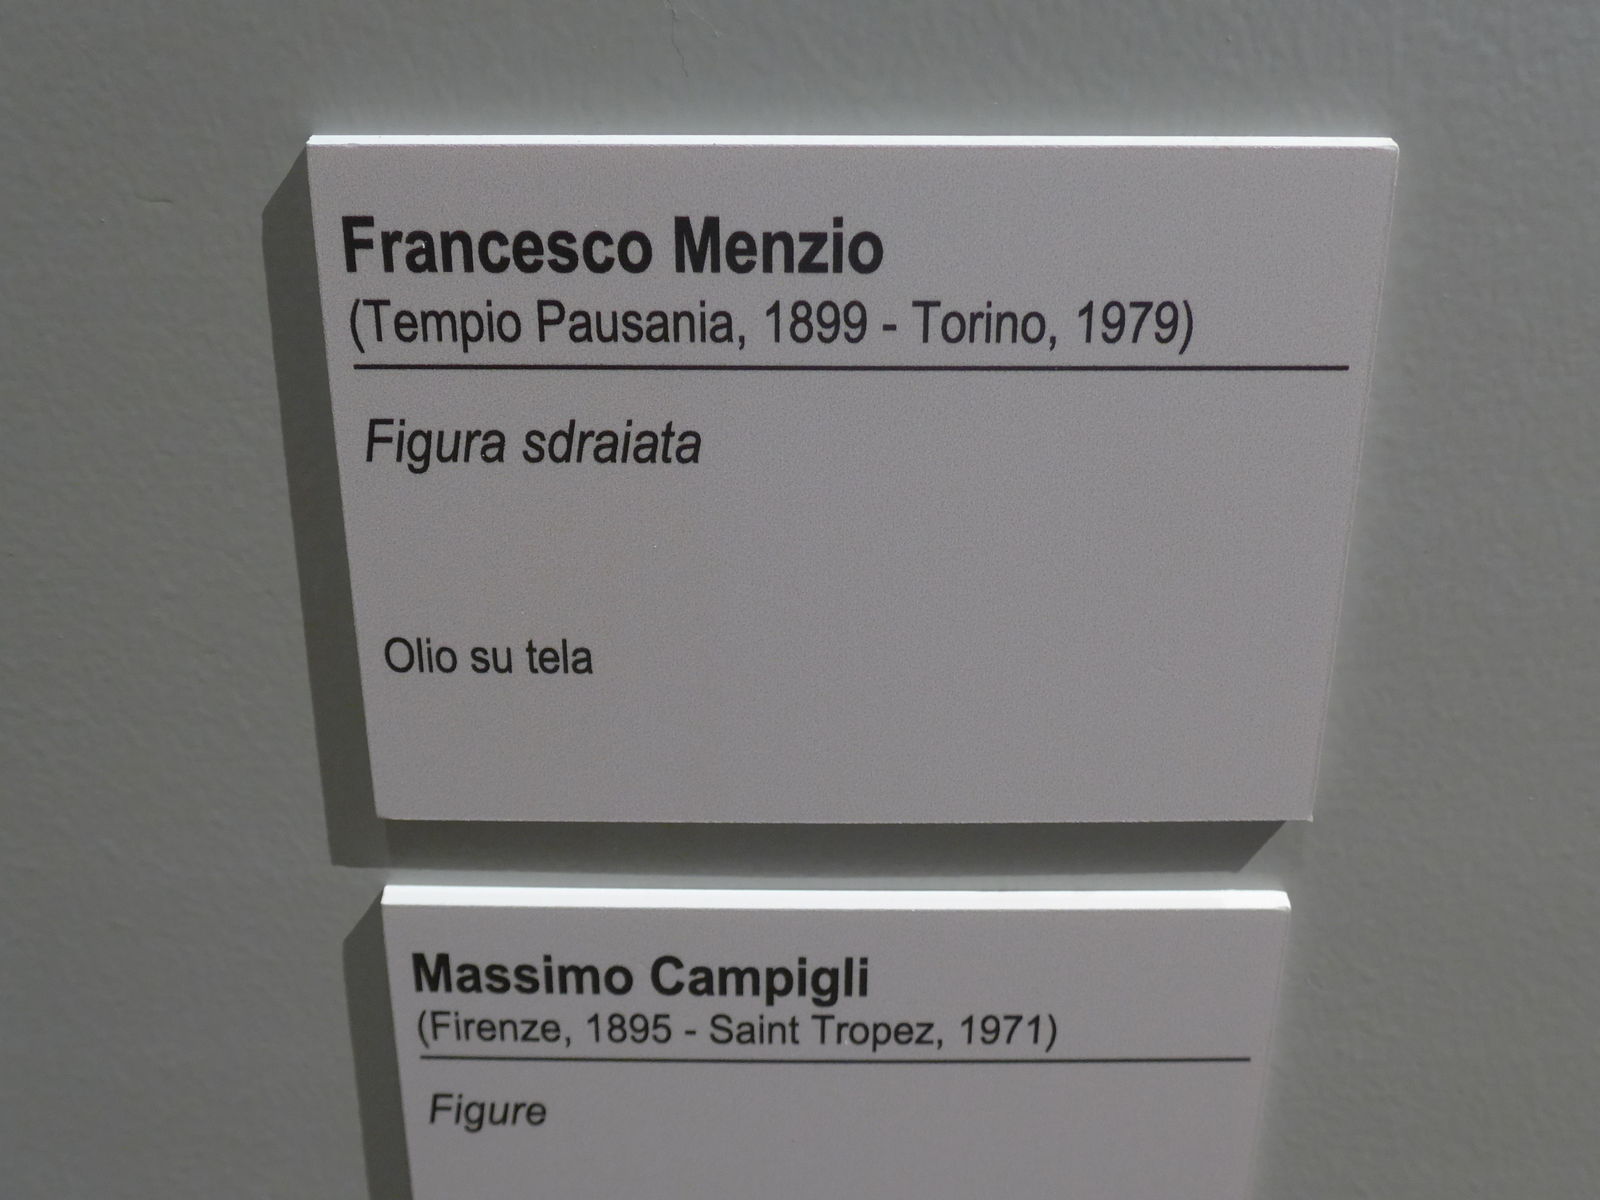 Francesco Menzio
(Tempio Pausania, 1899 - Torino, 1979)
Figura sdraiata
Olio su tela
Massimo Campigli
(Firenze, 1895 - Saint Tropez, 1971)
Figure